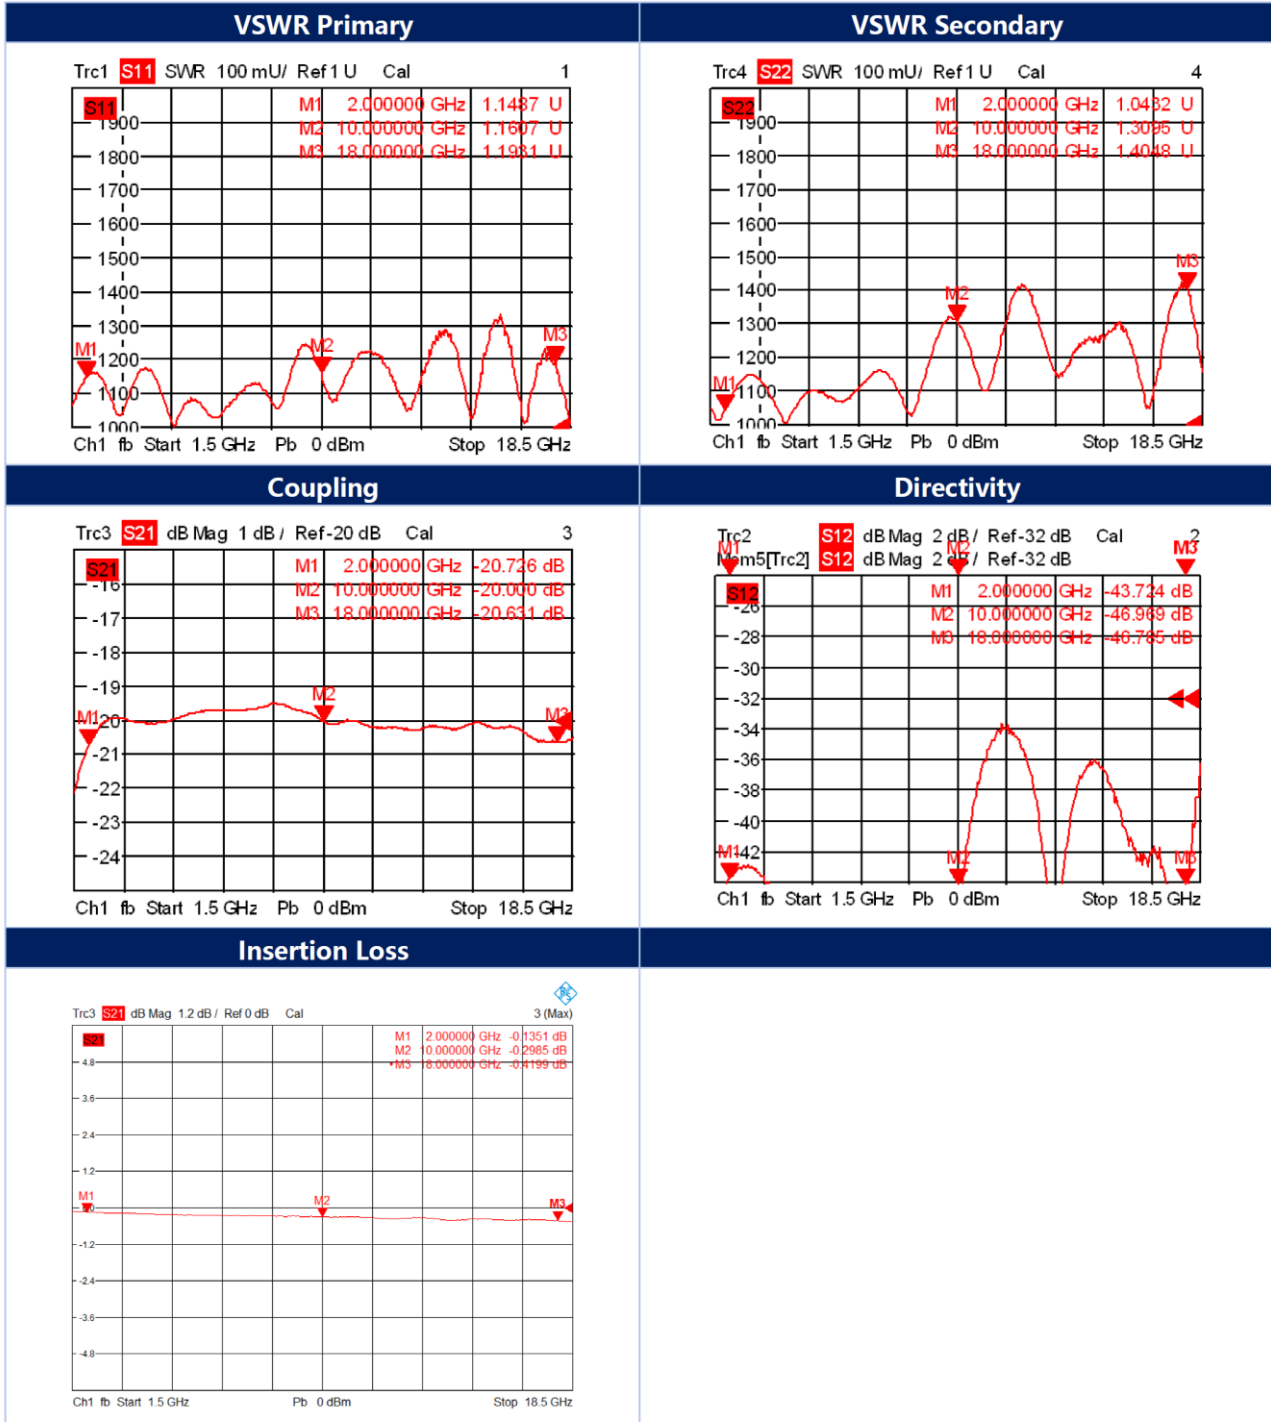 VSWR Primary
Trc1 S11 SWR 100 mU/ Ref 1 U Cal 1
S11
M1 2.000000 GHz 1.1487 U
M2 10.000000 GHz 1.1607 U
M3 18.000000 GHz 1.1931 U
1900
1800
1700
1600
1500
1400
1300
1200
1100
1000
M1
M2
M3
Ch1 fb Start 1.5 GHz Pb 0 dBm Stop 18.5 GHz
VSWR Secondary
Trc4 S22 SWR 100 mU/ Ref 1 U Cal 4
S22
M1 2.000000 GHz 1.0432 U
M2 10.000000 GHz 1.3095 U
M3 18.000000 GHz 1.4048 U
1900
1800
1700
1600
1500
1400
1300
1200
1100
1000
M1
M2
M3
Ch1 fb Start 1.5 GHz Pb 0 dBm Stop 18.5 GHz
Coupling
Trc3 S21 dB Mag 1 dB / Ref -20 dB Cal 3
S21
M1 2.000000 GHz -20.726 dB
M2 10.000000 GHz -20.000 dB
M3 18.000000 GHz -20.631 dB
-16
-17
-18
-19
-20
-21
-22
-23
-24
M1
M2
M3
Ch1 fb Start 1.5 GHz Pb 0 dBm Stop 18.5 GHz
Directivity
Trc2 S12 dB Mag 2 dB / Ref -32 dB Cal 2
Mem5[Trc2] S12 dB Mag 2 dB / Ref -32 dB
M1
M2
M3
S12
M1 2.000000 GHz -43.724 dB
M2 10.000000 GHz -46.969 dB
M3 18.000000 GHz -46.785 dB
-26
-28
-30
-32
-34
-36
-38
-40
-42
M1
M2
M3
Ch1 fb Start 1.5 GHz Pb 0 dBm Stop 18.5 GHz
Insertion Loss
Trc3 S21 dB Mag 1.2 dB / Ref 0 dB Cal 3 (Max)
S21
M1 2.000000 GHz -0.1351 dB
M2 10.000000 GHz -0.2985 dB
•M3 18.000000 GHz -0.4199 dB
4.8
3.6
2.4
1.2
0
-1.2
-2.4
-3.6
-4.8
M1
M2
M3
Ch1 fb Start 1.5 GHz Pb 0 dBm Stop 18.5 GHz